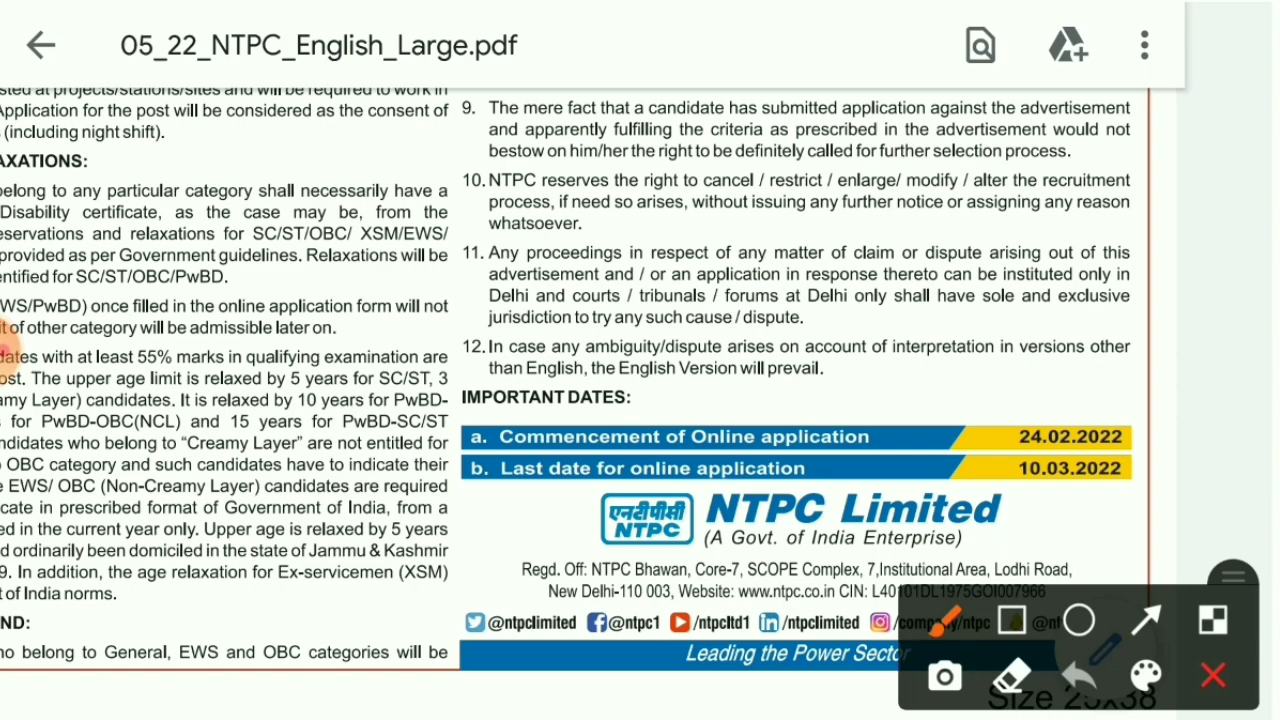 05_22_NTPC_English_Large.pdf
sted at projects/stations/sites and will be required to work in
Application for the post will be considered as the consent of
(including night shift).
AXATIONS:
belong to any particular category shall necessarily have a
Disability certificate, as the case may be, from the
eservations and relaxations for SC/ST/OBC/ XSM/EWS/
provided as per Government guidelines. Relaxations will be
entified for SC/ST/OBC/PwBD.
WS/PwBD) once filled in the online application form will not
it of other category will be admissible later on.
dates with at least 55% marks in qualifying examination are
ost. The upper age limit is relaxed by 5 years for SC/ST, 3
amy Layer) candidates. It is relaxed by 10 years for PwBD-
s for PwBD-OBC(NCL) and 15 years for PwBD-SC/ST
ndidates who belong to “Creamy Layer” are not entitled for
OBC category and such candidates have to indicate their
e EWS/ OBC (Non-Creamy Layer) candidates are required
icate in prescribed format of Government of India, from a
ed in the current year only. Upper age is relaxed by 5 years
d ordinarily been domiciled in the state of Jammu & Kashmir
9. In addition, the age relaxation for Ex-servicemen (XSM)
t of India norms.
ND:
ho belong to General, EWS and OBC categories will be
9. The mere fact that a candidate has submitted application against the advertisement
and apparently fulfilling the criteria as prescribed in the advertisement would not
bestow on him/her the right to be definitely called for further selection process.
10. NTPC reserves the right to cancel / restrict / enlarge/ modify / alter the recruitment
process, if need so arises, without issuing any further notice or assigning any reason
whatsoever.
11. Any proceedings in respect of any matter of claim or dispute arising out of this
advertisement and / or an application in response thereto can be instituted only in
Delhi and courts / tribunals / forums at Delhi only shall have sole and exclusive
jurisdiction to try any such cause / dispute.
12. In case any ambiguity/dispute arises on account of interpretation in versions other
than English, the English Version will prevail.
IMPORTANT DATES:
a. Commencement of Online application 24.02.2022
b. Last date for online application 10.03.2022
एनटीपीसी
NTPC
NTPC Limited
(A Govt. of India Enterprise)
Regd. Off: NTPC Bhawan, Core-7, SCOPE Complex, 7,Institutional Area, Lodhi Road,
New Delhi-110 003, Website: www.ntpc.co.in CIN: L40101DL1975GOI007966
@ntpclimited @ntpc1 /ntpcltd1 /ntpclimited /company/ntpc @nt
Leading the Power Sector
Size 25x38